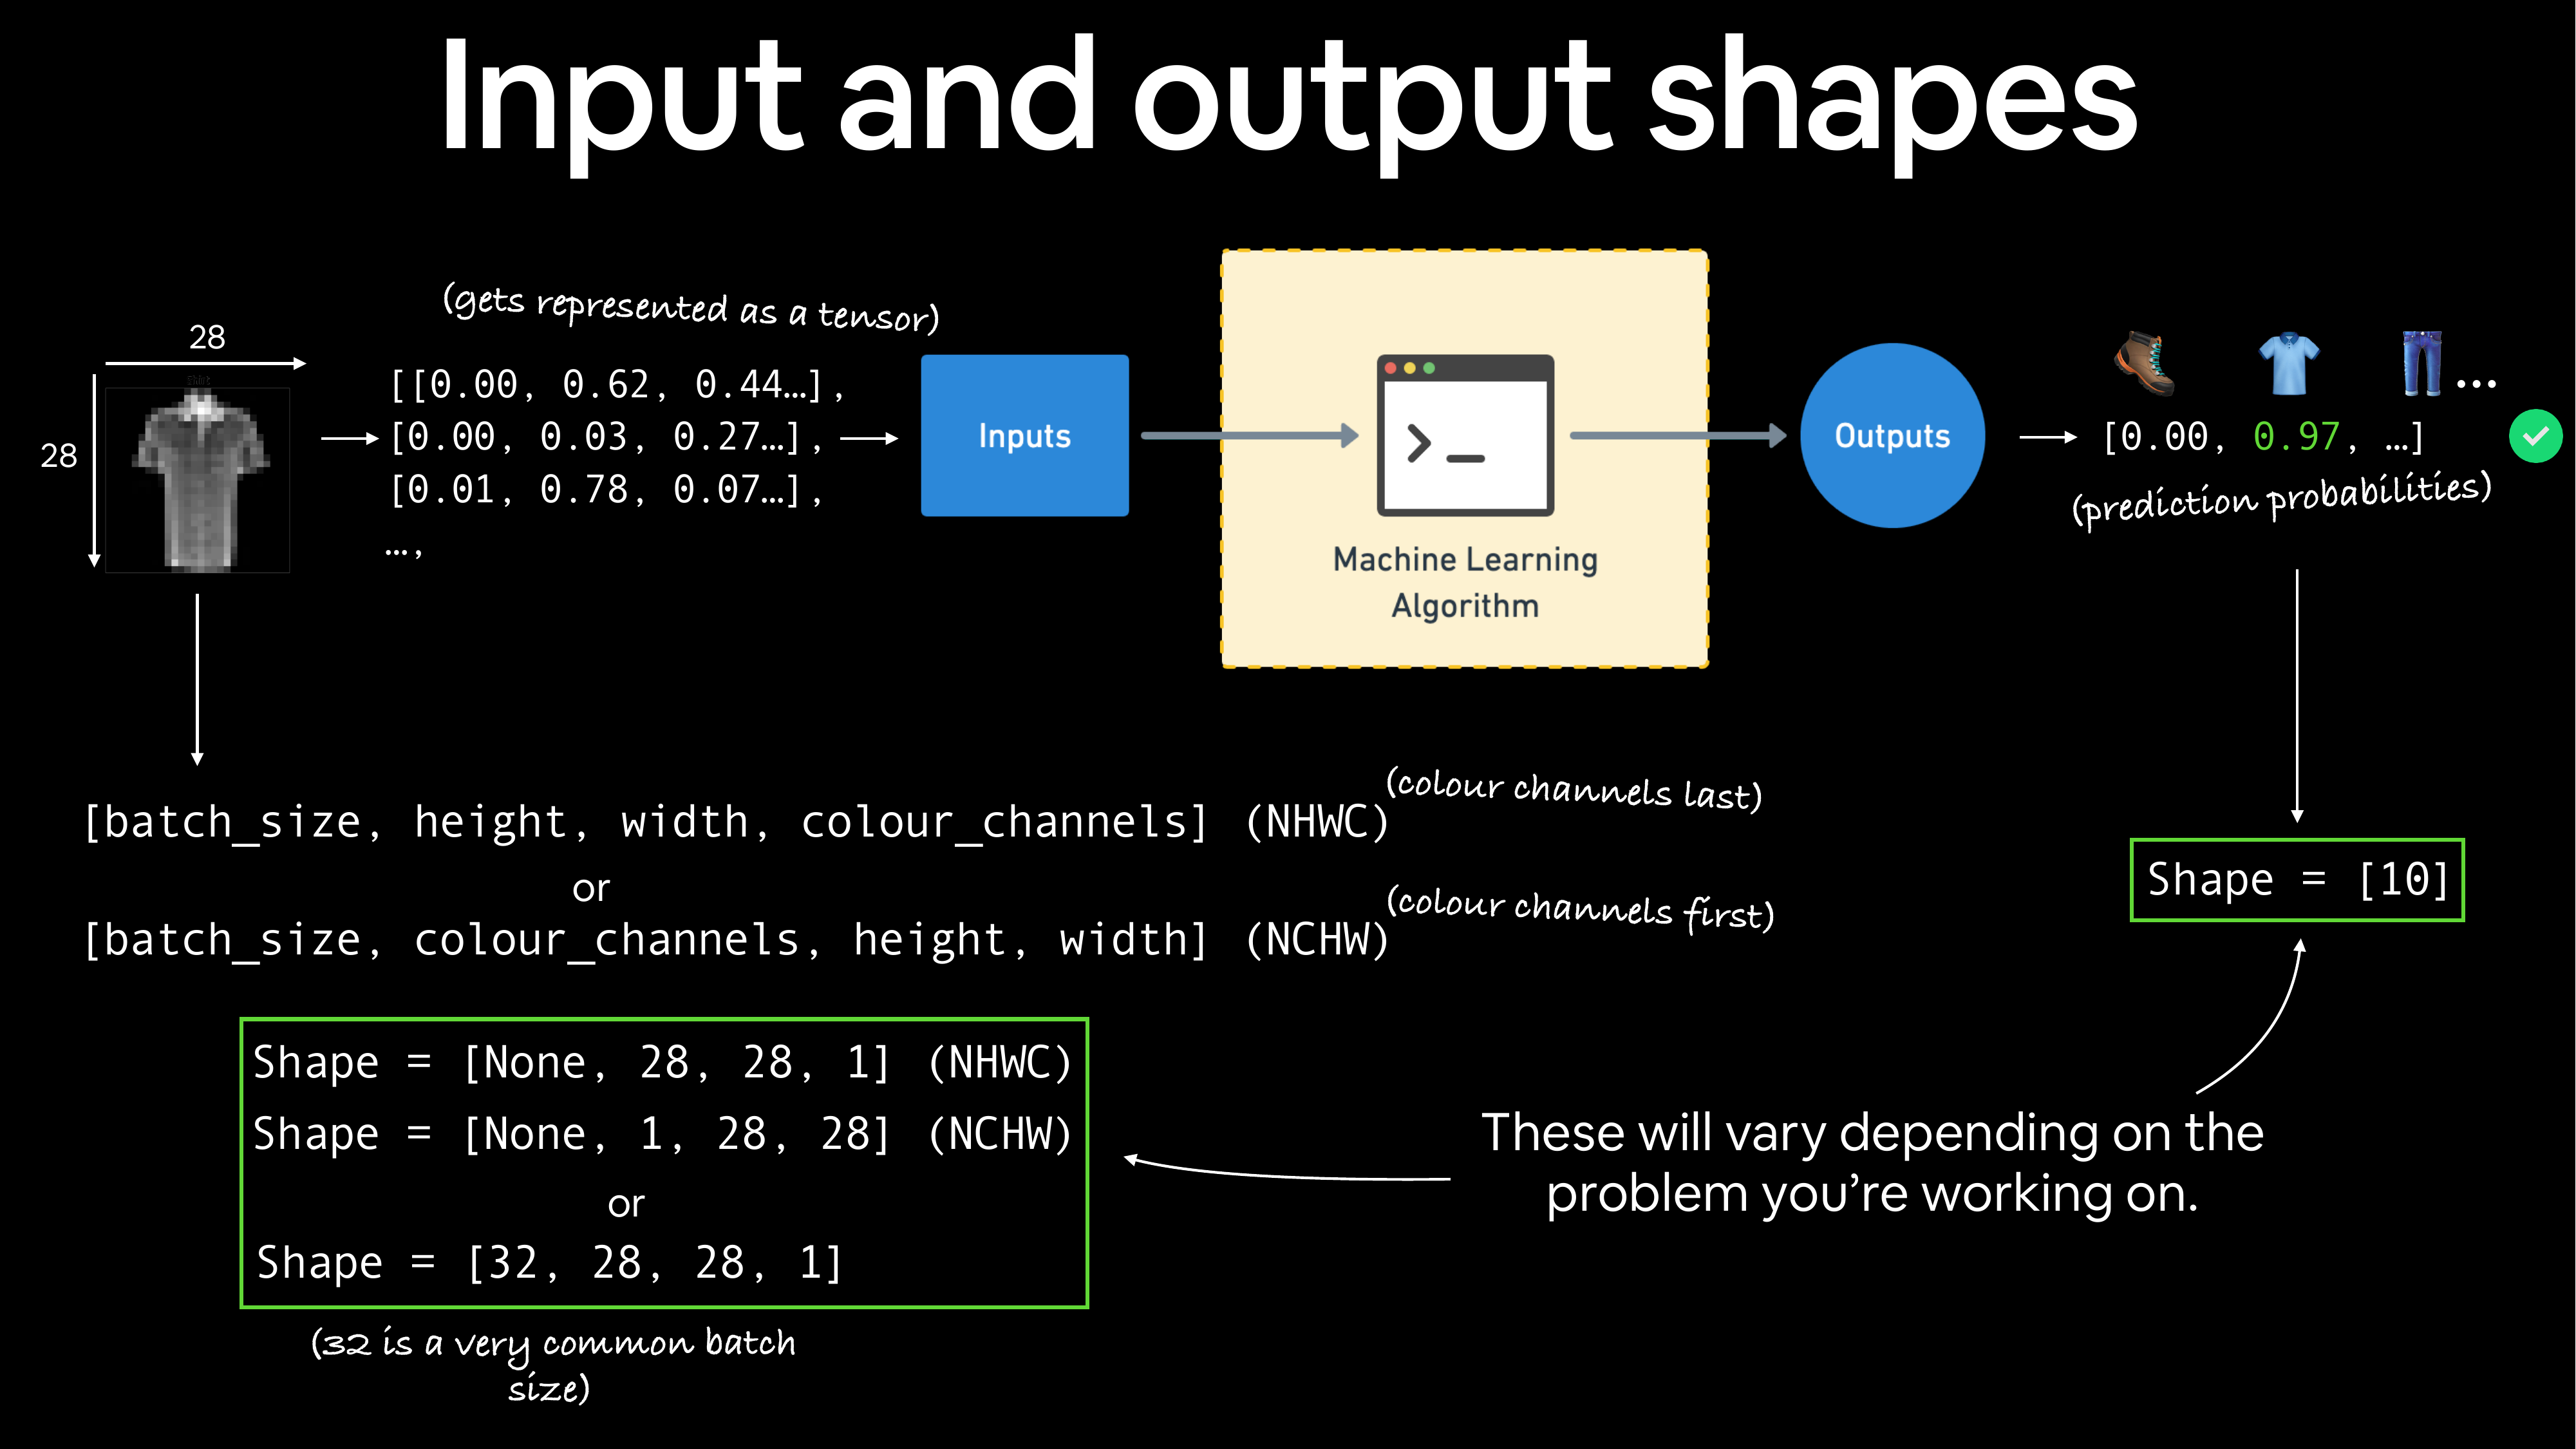 Input and output shapes
(gets represented as a tensor)
28
28
[[0.00, 0.62, 0.44…],
[0.00, 0.03, 0.27…],
[0.01, 0.78, 0.07…],
…,
Inputs
Machine Learning
Algorithm
Outputs
...
[0.00, 0.97, …]
(prediction probabilities)
[batch_size, height, width, colour_channels] (NHWC)
(colour channels last)
or
[batch_size, colour_channels, height, width] (NCHW)
(colour channels first)
Shape = [10]
Shape = [None, 28, 28, 1] (NHWC)
Shape = [None, 1, 28, 28] (NCHW)
or
Shape = [32, 28, 28, 1]
(32 is a very common batch
size)
These will vary depending on the
problem you’re working on.